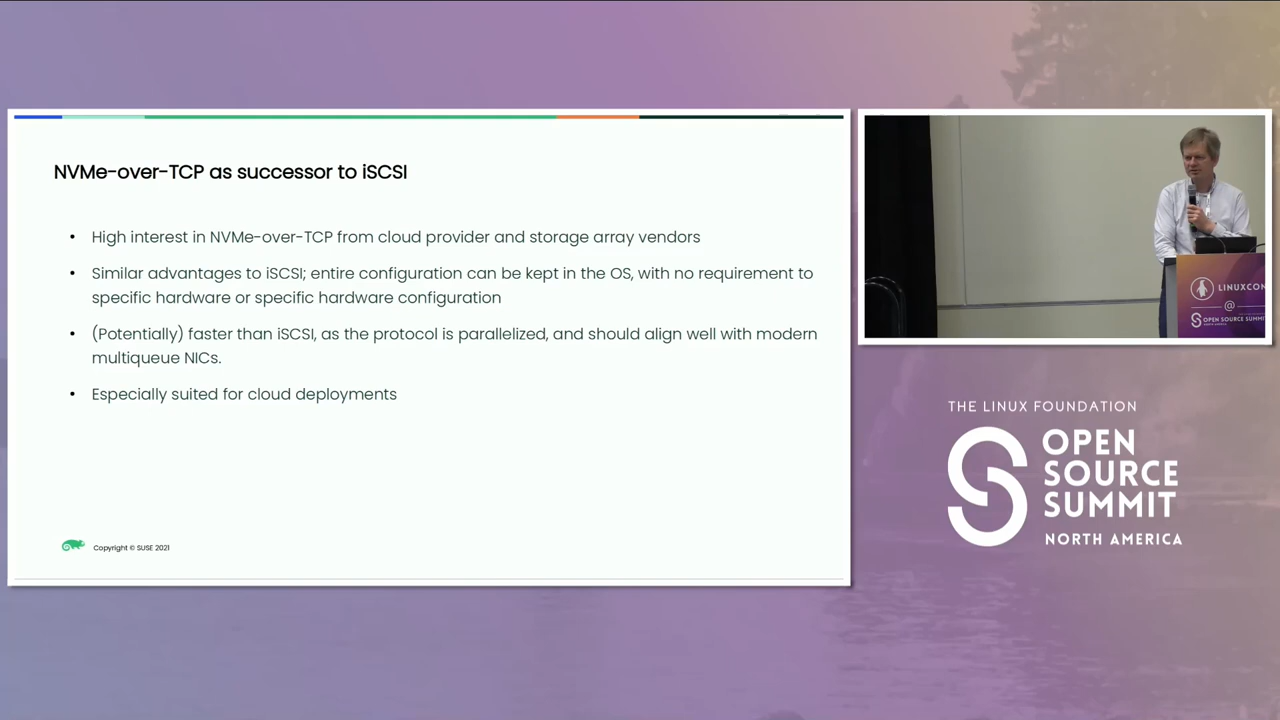 NVMe-over-TCP as successor to iSCSI
• High interest in NVMe-over-TCP from cloud provider and storage array vendors
• Similar advantages to iSCSI; entire configuration can be kept in the OS, with no requirement to
specific hardware or specific hardware configuration
• (Potentially) faster than iSCSI, as the protocol is parallelized, and should align well with modern
multiqueue NICs.
• Especially suited for cloud deployments
Copyright © SUSE 2021
LINUXCON
@
OPEN SOURCE SUMMIT
NORTH AMERICA
THE LINUX FOUNDATION
OPEN
SOURCE
SUMMIT
NORTH AMERICA